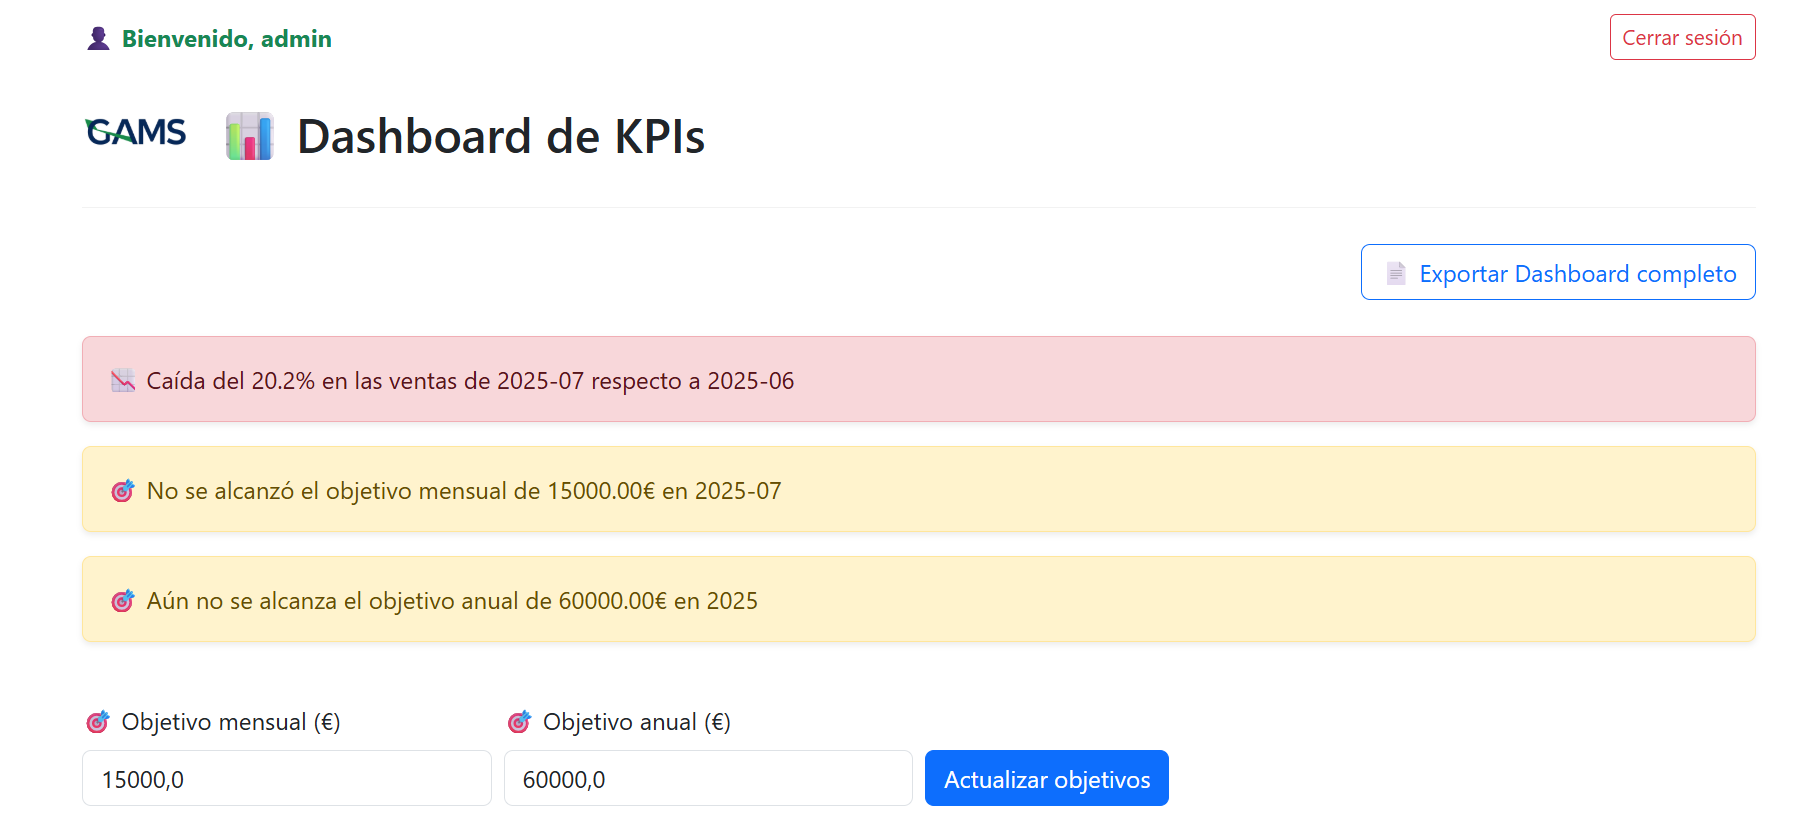 Bienvenido, admin
Cerrar sesión
GAMS
Dashboard de KPIs
Exportar Dashboard completo
Caída del 20.2% en las ventas de 2025-07 respecto a 2025-06
No se alcanzó el objetivo mensual de 15000.00€ en 2025-07
Aún no se alcanza el objetivo anual de 60000.00€ en 2025
Objetivo mensual (€)
Objetivo anual (€)
15000,0
60000,0
Actualizar objetivos